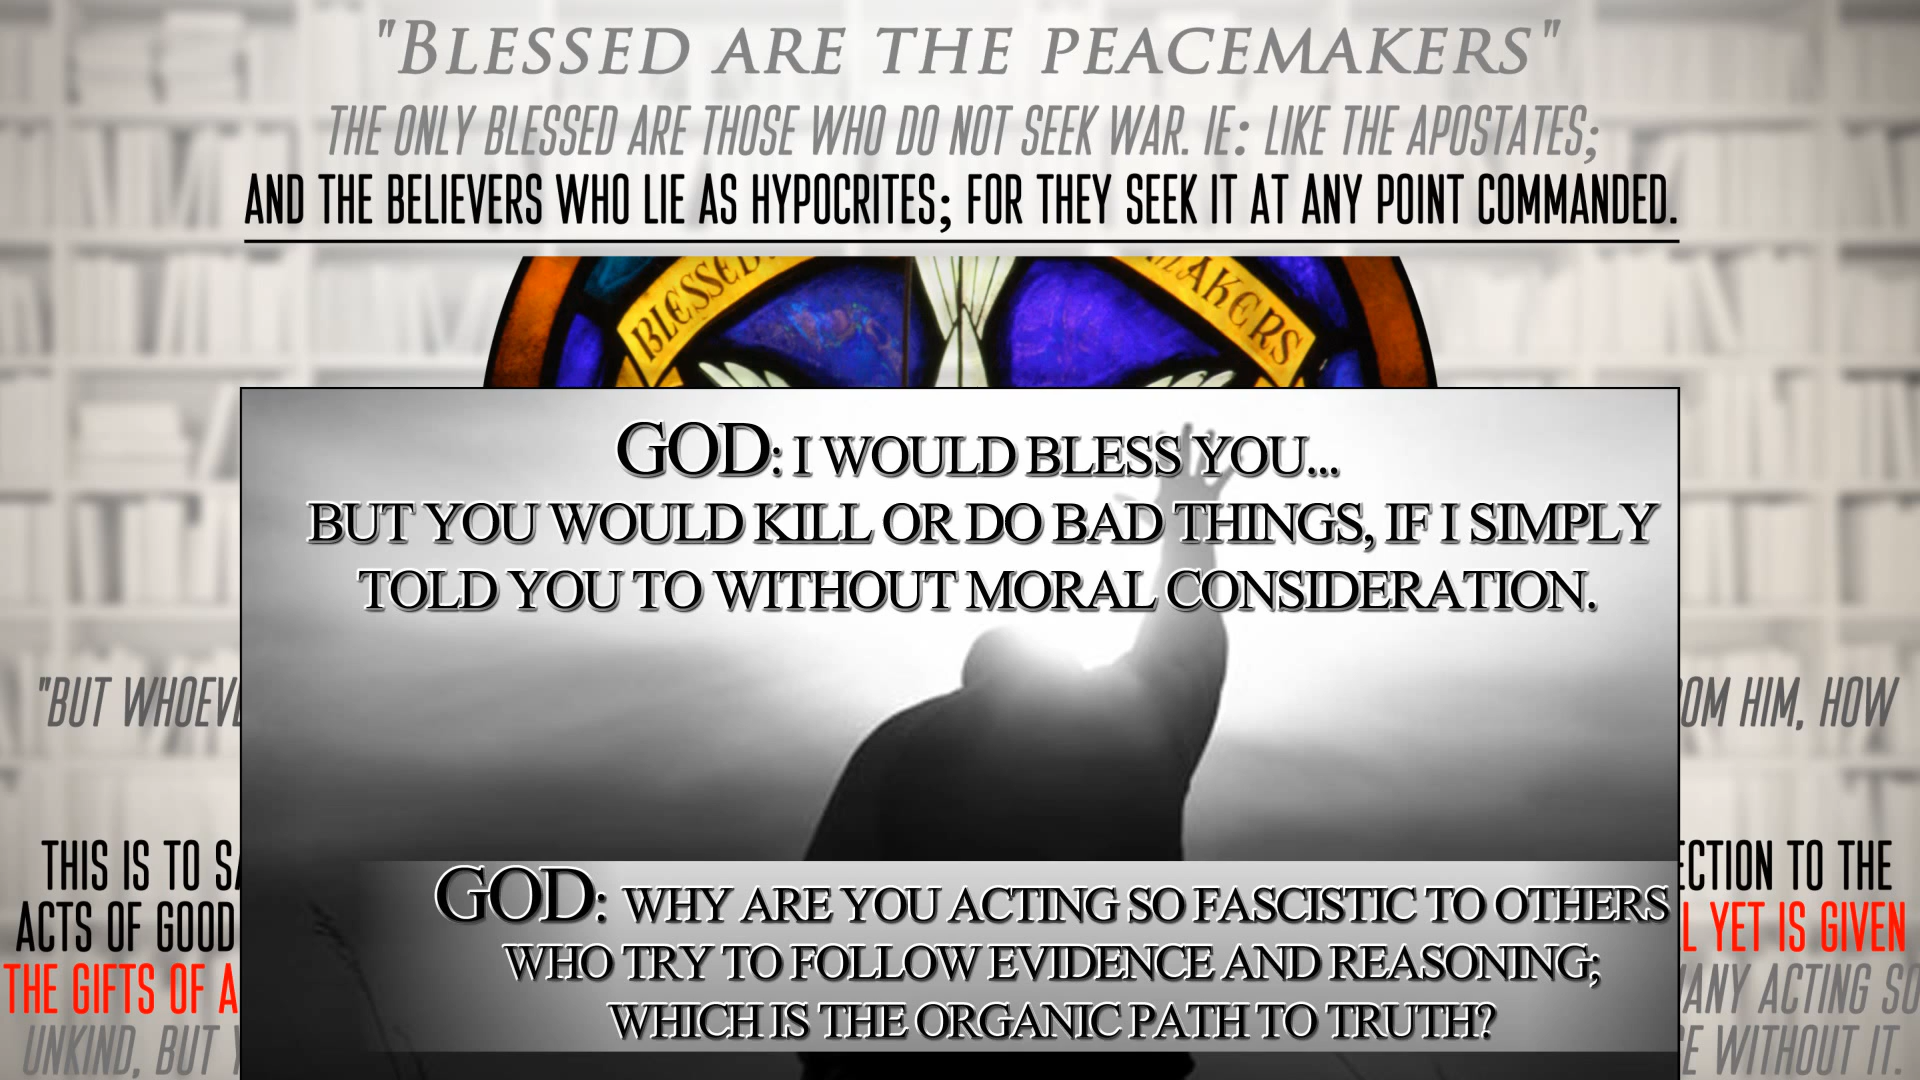 "BLESSED ARE THE PEACEMAKERS"
THE ONLY BLESSED ARE THOSE WHO DO NOT SEEK WAR. IE: LIKE THE APOSTATES;
AND THE BELIEVERS WHO LIE AS HYPOCRITES; FOR THEY SEEK IT AT ANY POINT COMMANDED.
BLESSED
MAKERS
GOD: I WOULD BLESS YOU...
BUT YOU WOULD KILL OR DO BAD THINGS, IF I SIMPLY
TOLD YOU TO WITHOUT MORAL CONSIDERATION.
"BUT WHOEV
OM HIM, HOW
THIS IS TO SA
ECTION TO THE
ACTS OF GOOD
L YET IS GIVEN
THE GIFTS OF A
ANY ACTING SO
UNKIND, BUT Y
E WITHOUT IT.
GOD: WHY ARE YOU ACTING SO FASCISTIC TO OTHERS
WHO TRY TO FOLLOW EVIDENCE AND REASONING;
WHICH IS THE ORGANIC PATH TO TRUTH?